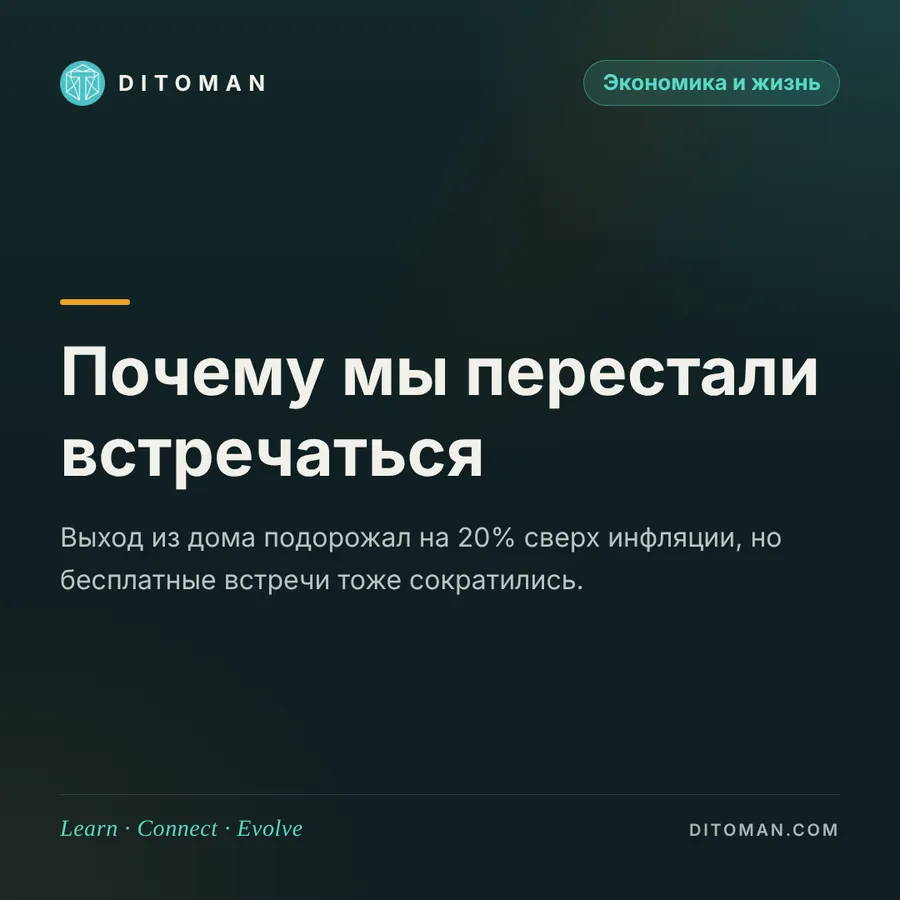 DITOMAN
Экономика и жизнь
Почему мы перестали
встречаться
Выход из дома подорожал на 20% сверх инфляции, но
бесплатные встречи тоже сократились.
Learn · Connect · Evolve
DITOMAN.COM